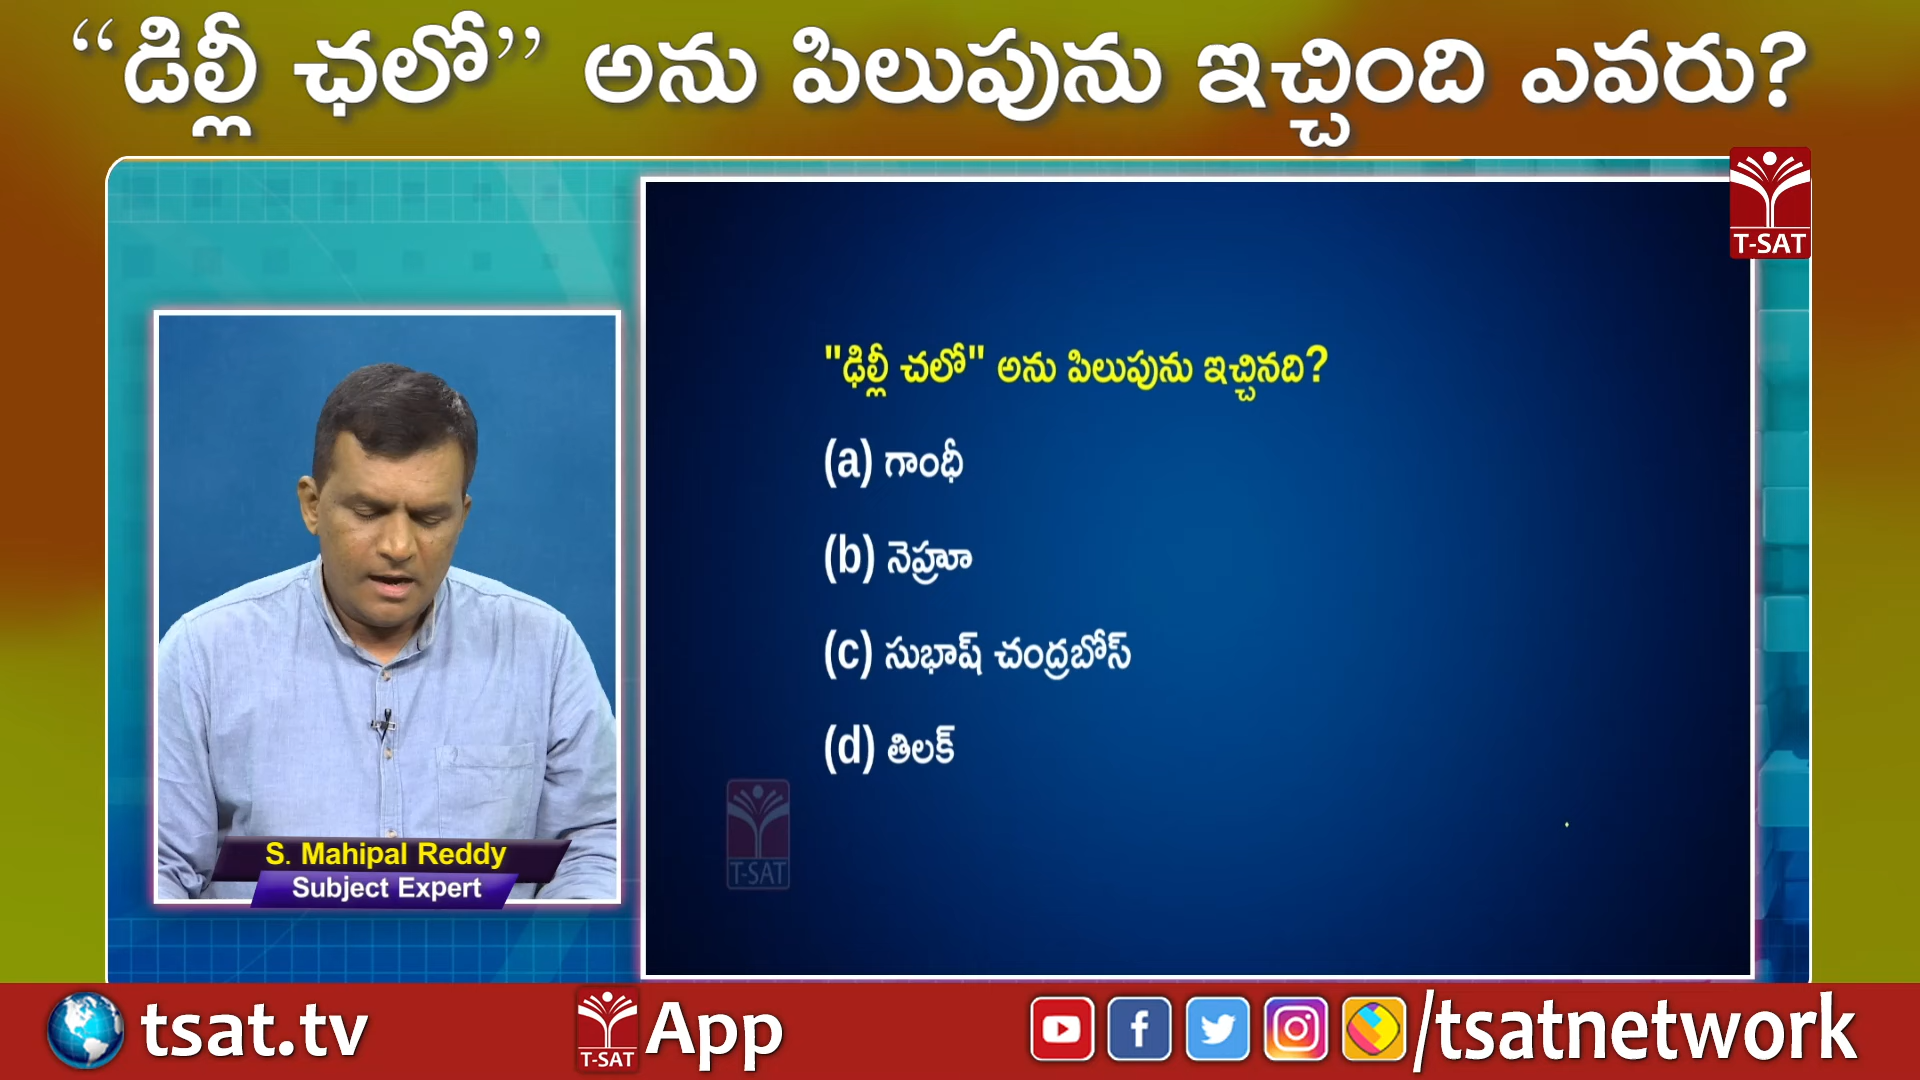 “ఢిల్లీ ఛలో” అను పిలుపును ఇచ్చింది ఎవరు?
T-SAT
"ఢిల్లీ చలో" అను పిలుపును ఇచ్చినది?
(a) గాంధీ
(b) నెహ్రూ
(c) సుభాష్ చంద్రబోస్
(d) తిలక్
T-SAT
S. Mahipal Reddy
Subject Expert
tsat.tv
T-SAT
App
/tsatnetwork